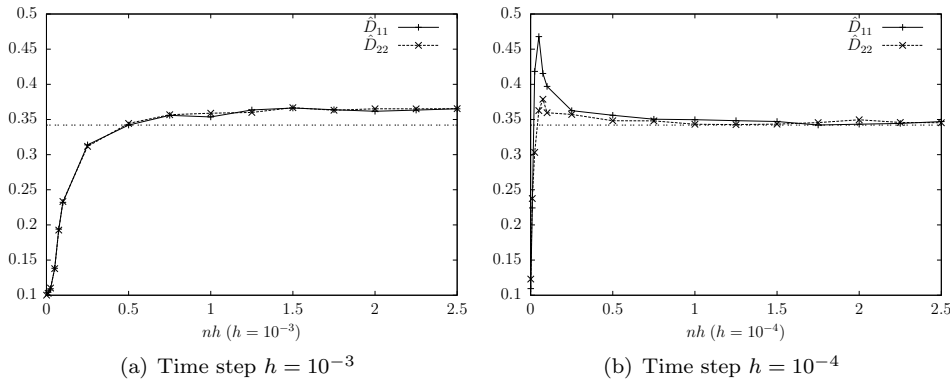 0.5
0.45
0.4
0.35
0.3
0.25
0.2
0.15
0.1
0 0.5 1 1.5 2 2.5
nh (h = 10⁻³)
D̂₁₁
D̂₂₂
(a) Time step h = 10⁻³
0.5
0.45
0.4
0.35
0.3
0.25
0.2
0.15
0.1
0 0.5 1 1.5 2 2.5
nh (h = 10⁻⁴)
D̂₁₁
D̂₂₂
(b) Time step h = 10⁻⁴